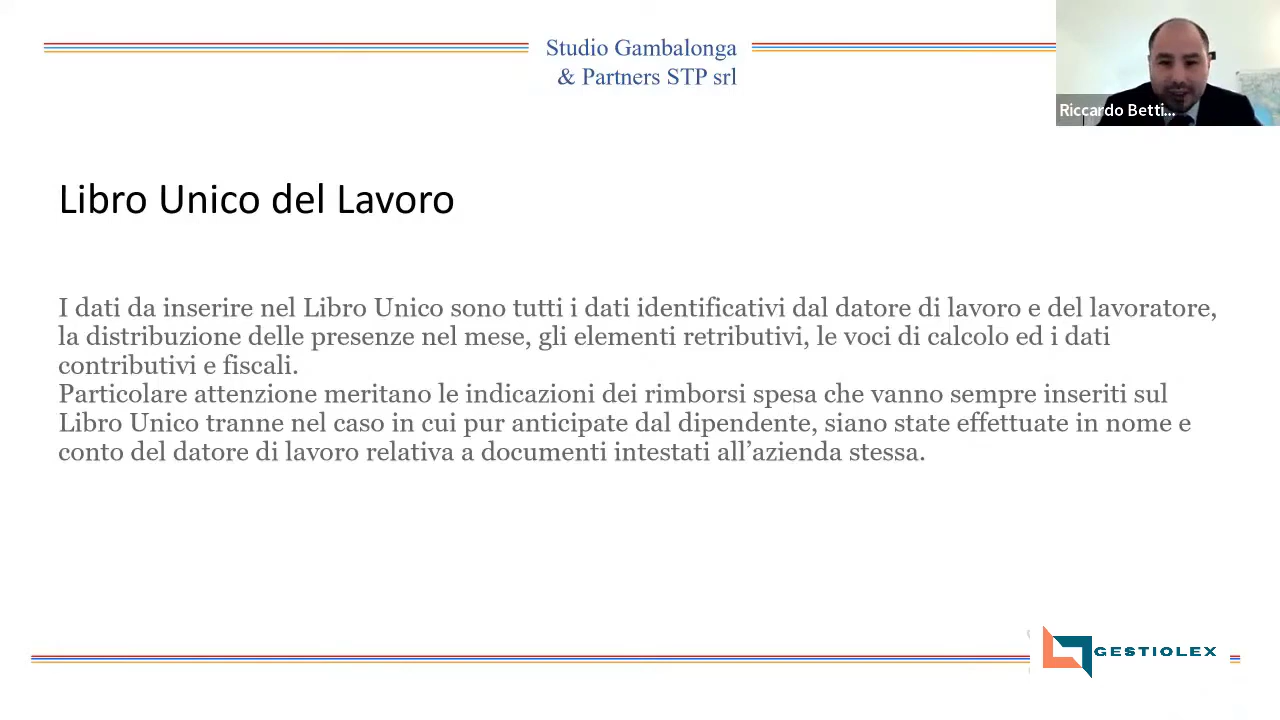 Studio Gambalonga
& Partners STP srl
Riccardo Betti...
Libro Unico del Lavoro
I dati da inserire nel Libro Unico sono tutti i dati identificativi dal datore di lavoro e del lavoratore,
la distribuzione delle presenze nel mese, gli elementi retributivi, le voci di calcolo ed i dati
contributivi e fiscali.
Particolare attenzione meritano le indicazioni dei rimborsi spesa che vanno sempre inseriti sul
Libro Unico tranne nel caso in cui pur anticipate dal dipendente, siano state effettuate in nome e
conto del datore di lavoro relativa a documenti intestati all’azienda stessa.
GESTIOLEX